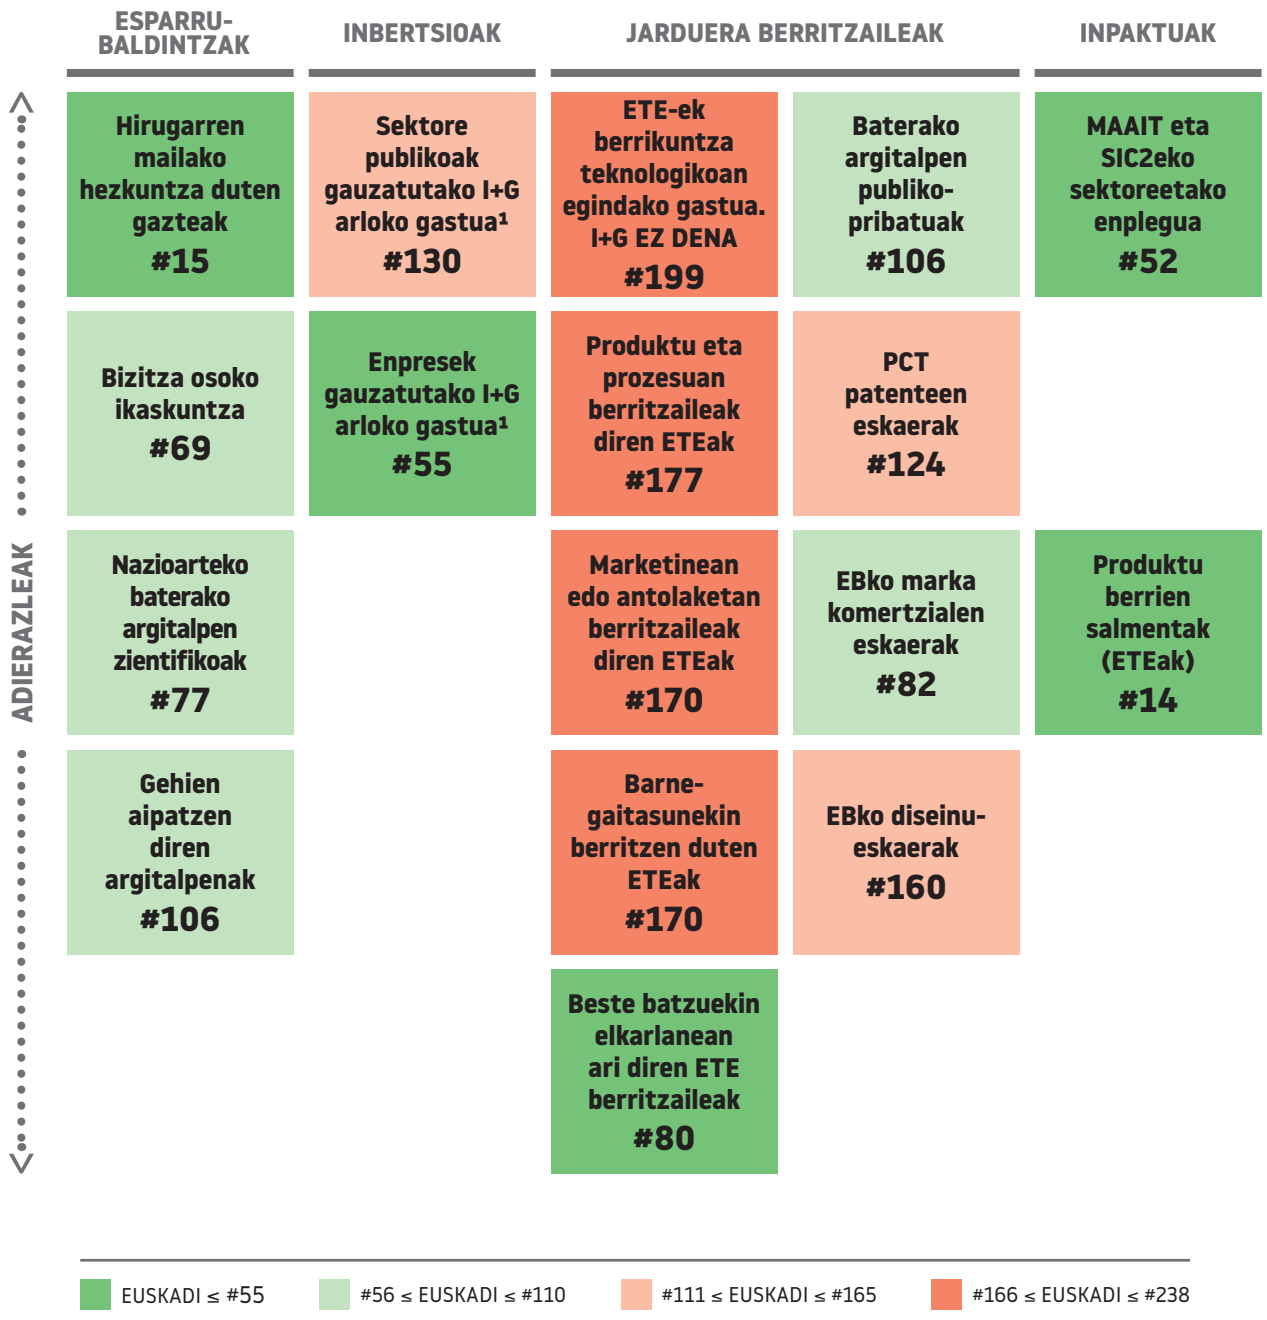 ESPARRU-
BALDINTZAK
INBERTSIOAK
JARDUERA BERRITZAILEAK
INPAKTUAK
ADIERAZLEAK
Hirugarren
mailako
hezkuntza duten
gazteak
#15
Sektore
publikoak
gauzatutako I+G
arloko gastua¹
#130
ETE-ek
berrikuntza
teknologikoan
egindako gastua.
I+G EZ DENA
#199
Baterako
argitalpen
publiko-
pribatuak
#106
MAAIT eta
SIC2eko
sektoreetako
enplegua
#52
Bizitza osoko
ikaskuntza
#69
Enpresek
gauzatutako I+G
arloko gastua¹
#55
Produktu eta
prozesuan
berritzaileak
diren ETEak
#177
PCT
patenteen
eskaerak
#124
Nazioarteko
baterako
argitalpen
zientifikoak
#77
Marketinean
edo antolaketan
berritzaileak
diren ETEak
#170
EBko marka
komertzialen
eskaerak
#82
Produktu
berrien
salmentak
(ETEak)
#14
Gehien
aipatzen
diren
argitalpenak
#106
Barne-
gaitasunekin
berritzen duten
ETEak
#170
EBko diseinu-
eskaerak
#160
Beste batzuekin
elkarlanean
ari diren ETE
berritzaileak
#80
EUSKADI ≤ #55
#56 ≤ EUSKADI ≤ #110
#111 ≤ EUSKADI ≤ #165
#166 ≤ EUSKADI ≤ #238